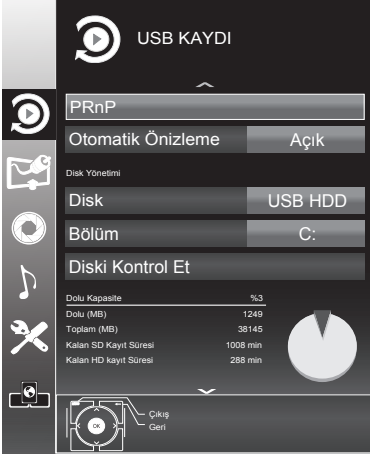 USB KAYDI
PRnP
Otomatik Önizleme Açık
Disk Yönetimi
Disk USB HDD
Bölüm C:
Diski Kontrol Et
Dolu Kapasite %3
Dolu (MB) 1249
Toplam (MB) 38145
Kalan SD Kayıt Süresi 1008 min
Kalan HD kayıt Süresi 288 min
Çıkış
OK
Geri